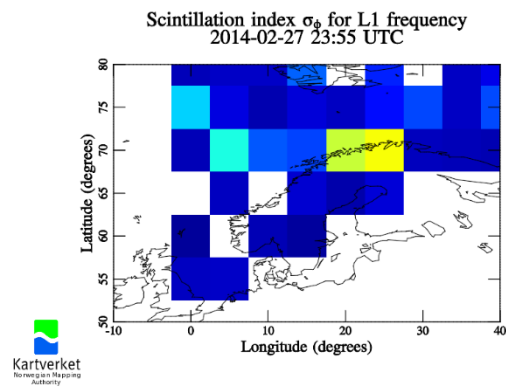 Scintillation index σϕ for L1 frequency
2014-02-27 23:55 UTC
80
75
70
65
60
55
50
Latitude (degrees)
-10
0
10
20
30
40
Longitude (degrees)
Kartverket
Norwegian Mapping
Authority